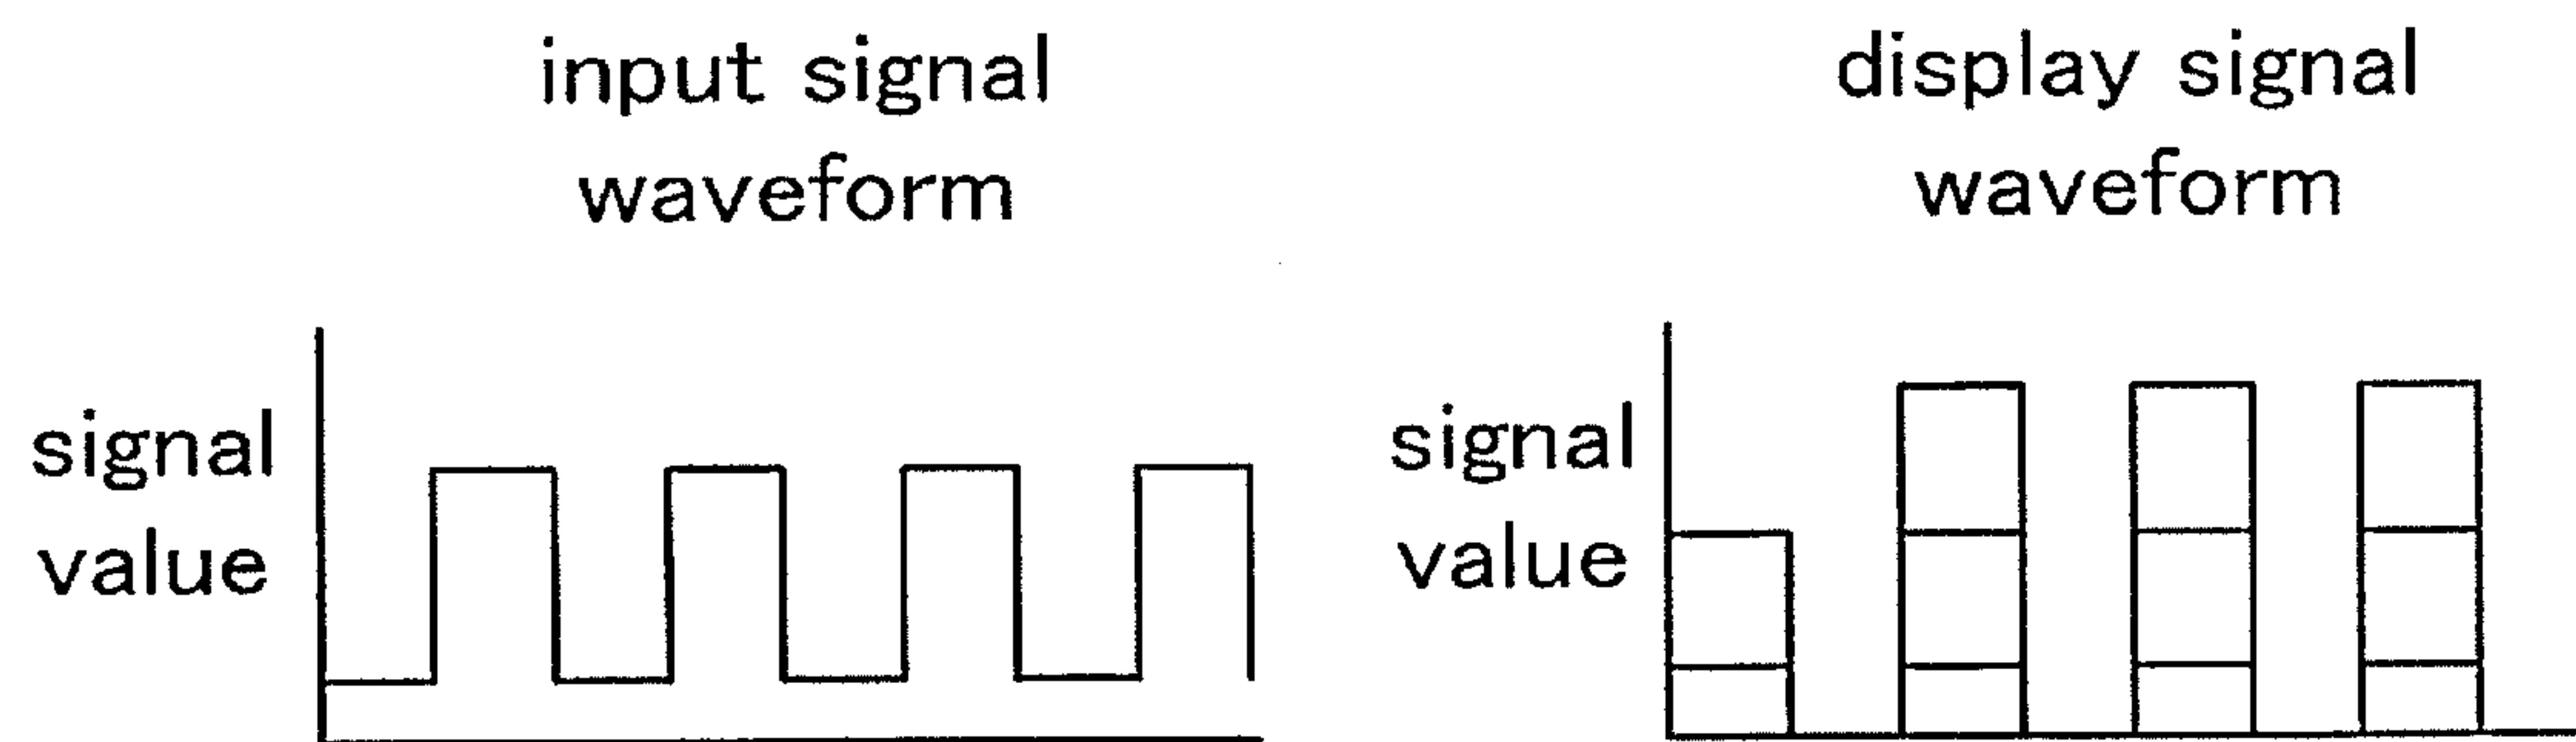 input signal
waveform
signal
value
display signal
waveform
signal
value